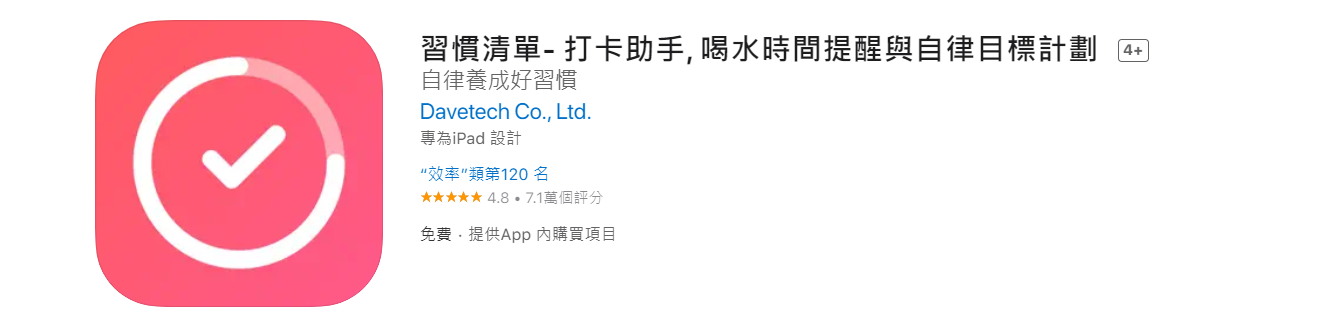 習慣清單- 打卡助手, 喝水時間提醒與自律目標計劃 4+
自律養成好習慣
Davetech Co., Ltd.
專為iPad 設計
“效率”類第120 名
★★★★★ 4.8 • 7.1萬個評分
免費 · 提供App 內購買項目